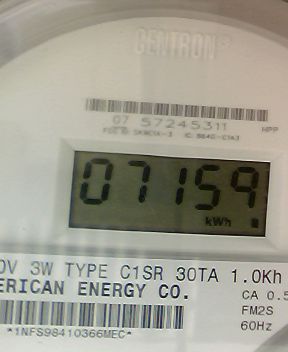 CENTRON®
07 57245311
HPP
07159
kWh
0V 3W TYPE C1SR 30TA 1.0Kh
ERICAN ENERGY CO.
CA 0.5
FM2S
60Hz
*1NFS98410366MEC*